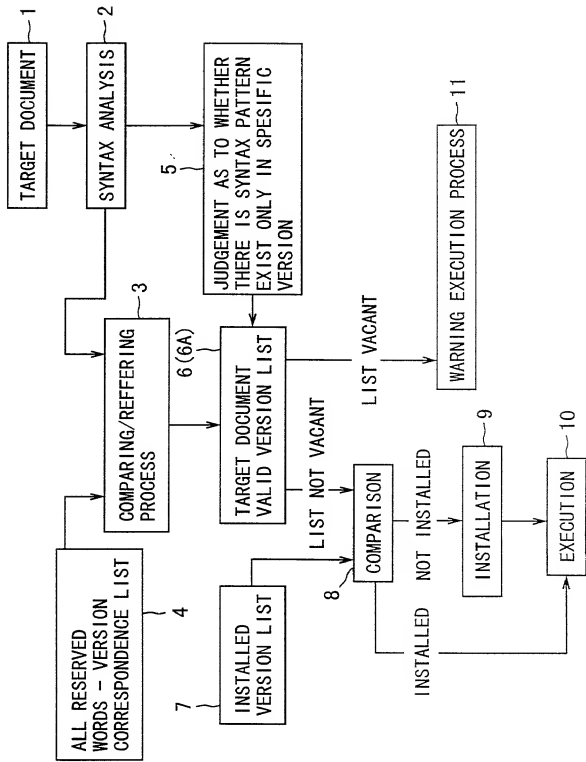 1
TARGET DOCUMENT
2
SYNTAX ANALYSIS
3
COMPARING/REFFERING
PROCESS
ALL RESERVED
WORDS - VERSION
CORRESPONDENCE LIST
4
5
JUDGEMENT AS TO WHETHER
THERE IS SYNTAX PATTERN
EXIST ONLY IN SPESIFIC
VERSION
6 (6A)
TARGET DOCUMENT
VALID VERSION LIST
LIST NOT VACANT
LIST VACANT
7
INSTALLED
VERSION LIST
8
COMPARISON
INSTALLED
NOT INSTALLED
9
INSTALLATION
10
EXECUTION
11
WARNING EXECUTION PROCESS